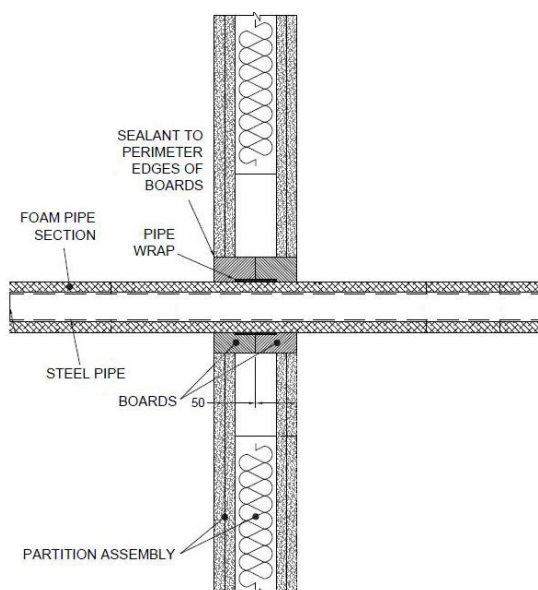 SEALANT TO
PERIMETER
EDGES OF
BOARDS
FOAM PIPE
SECTION
PIPE
WRAP
STEEL PIPE
BOARDS
50
PARTITION ASSEMBLY